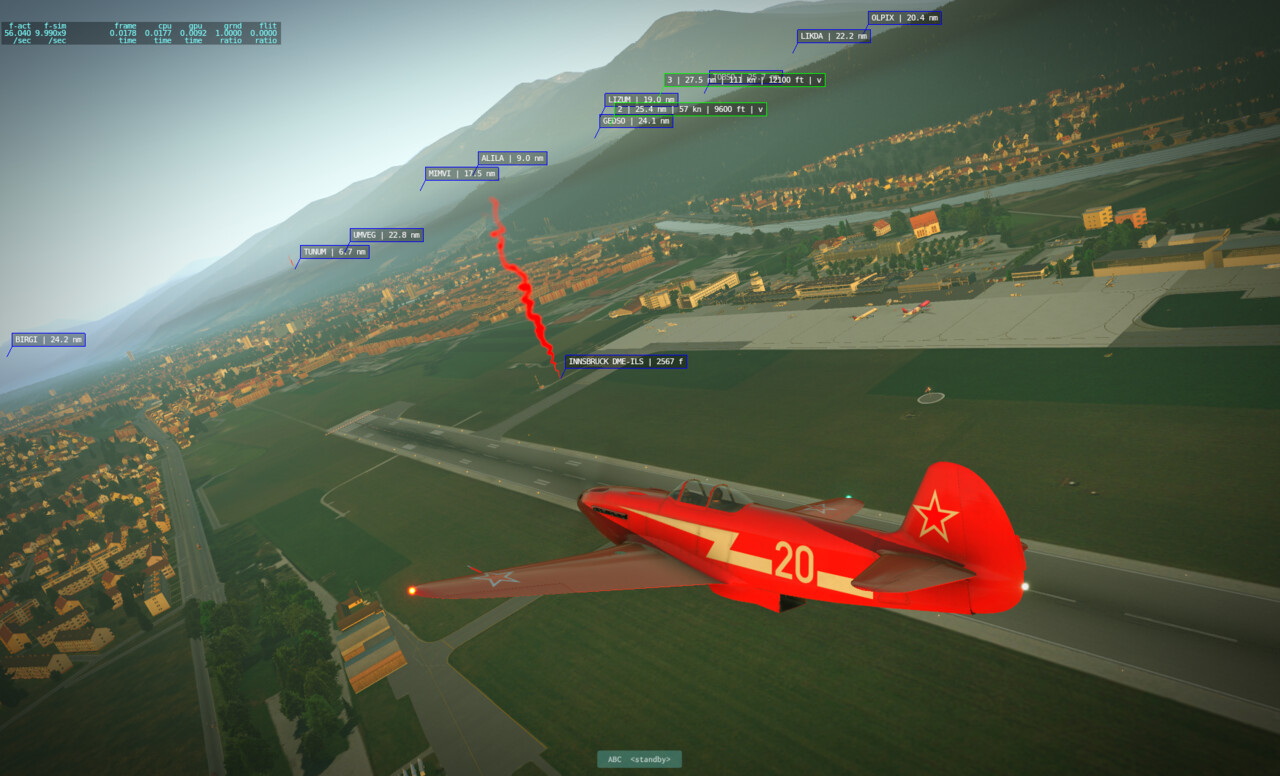 f-act f-sim frame cpu gpu grnd flit
56.040 9.990x9 0.0178 0.0177 0.0092 1.0000 0.0000
/sec /sec time time time ratio ratio
OLPIX | 20.4 nm
LIKDA | 22.2 nm
3 | 27.5 nm | 111 kn | 12100 ft | v
LIZUM | 19.0 nm
2 | 25.4 nm | 57 kn | 9600 ft | v
GEDSO | 24.1 nm
ALILA | 9.0 nm
MIMVI | 17.5 nm
UMVEG | 22.8 nm
TUNUM | 6.7 nm
BIRGI | 24.2 nm
INNSBRUCK DME-ILS | 2567 f
20
ABC <standby>